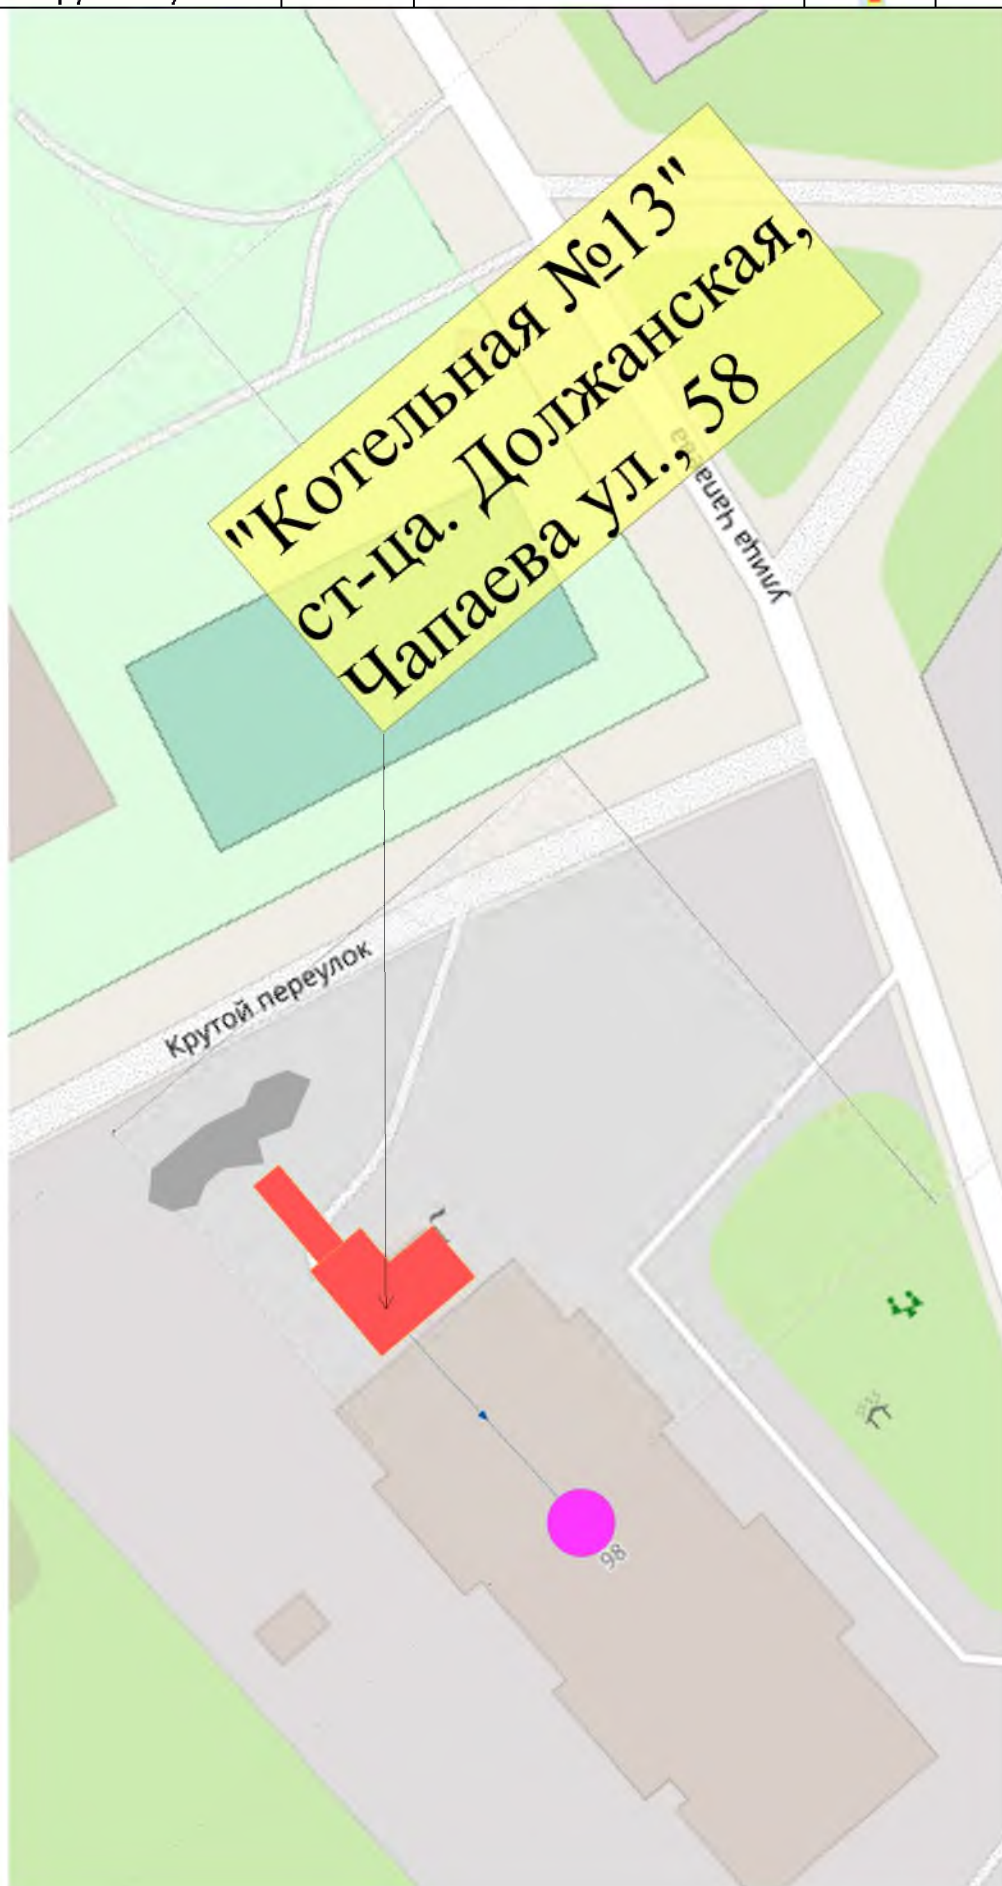 "Котельная №13"
ст-ца. Должанская,
Чапаева ул., 58
улица Чапаева
Крутой переулок
98